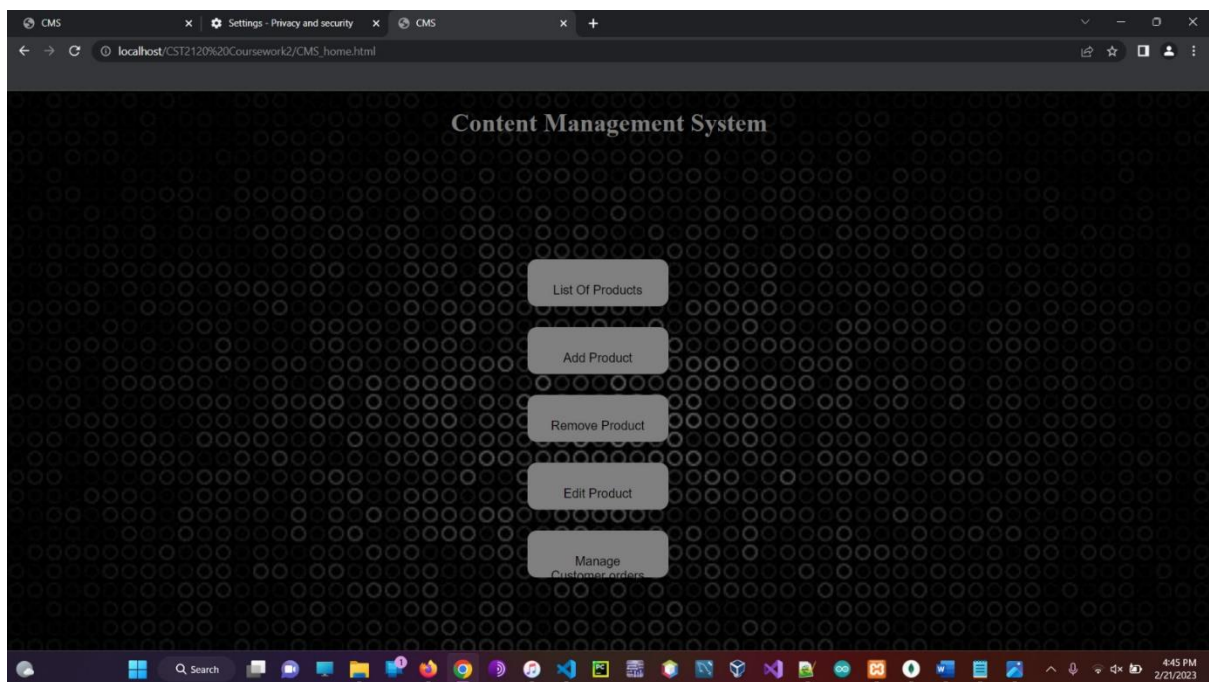 CMS
Settings - Privacy and security
CMS
localhost/CST2120%20Coursework2/CMS_home.html
Content Management System
List Of Products
Add Product
Remove Product
Edit Product
Manage
Customer orders
Search
1
4:45 PM
2/21/2023